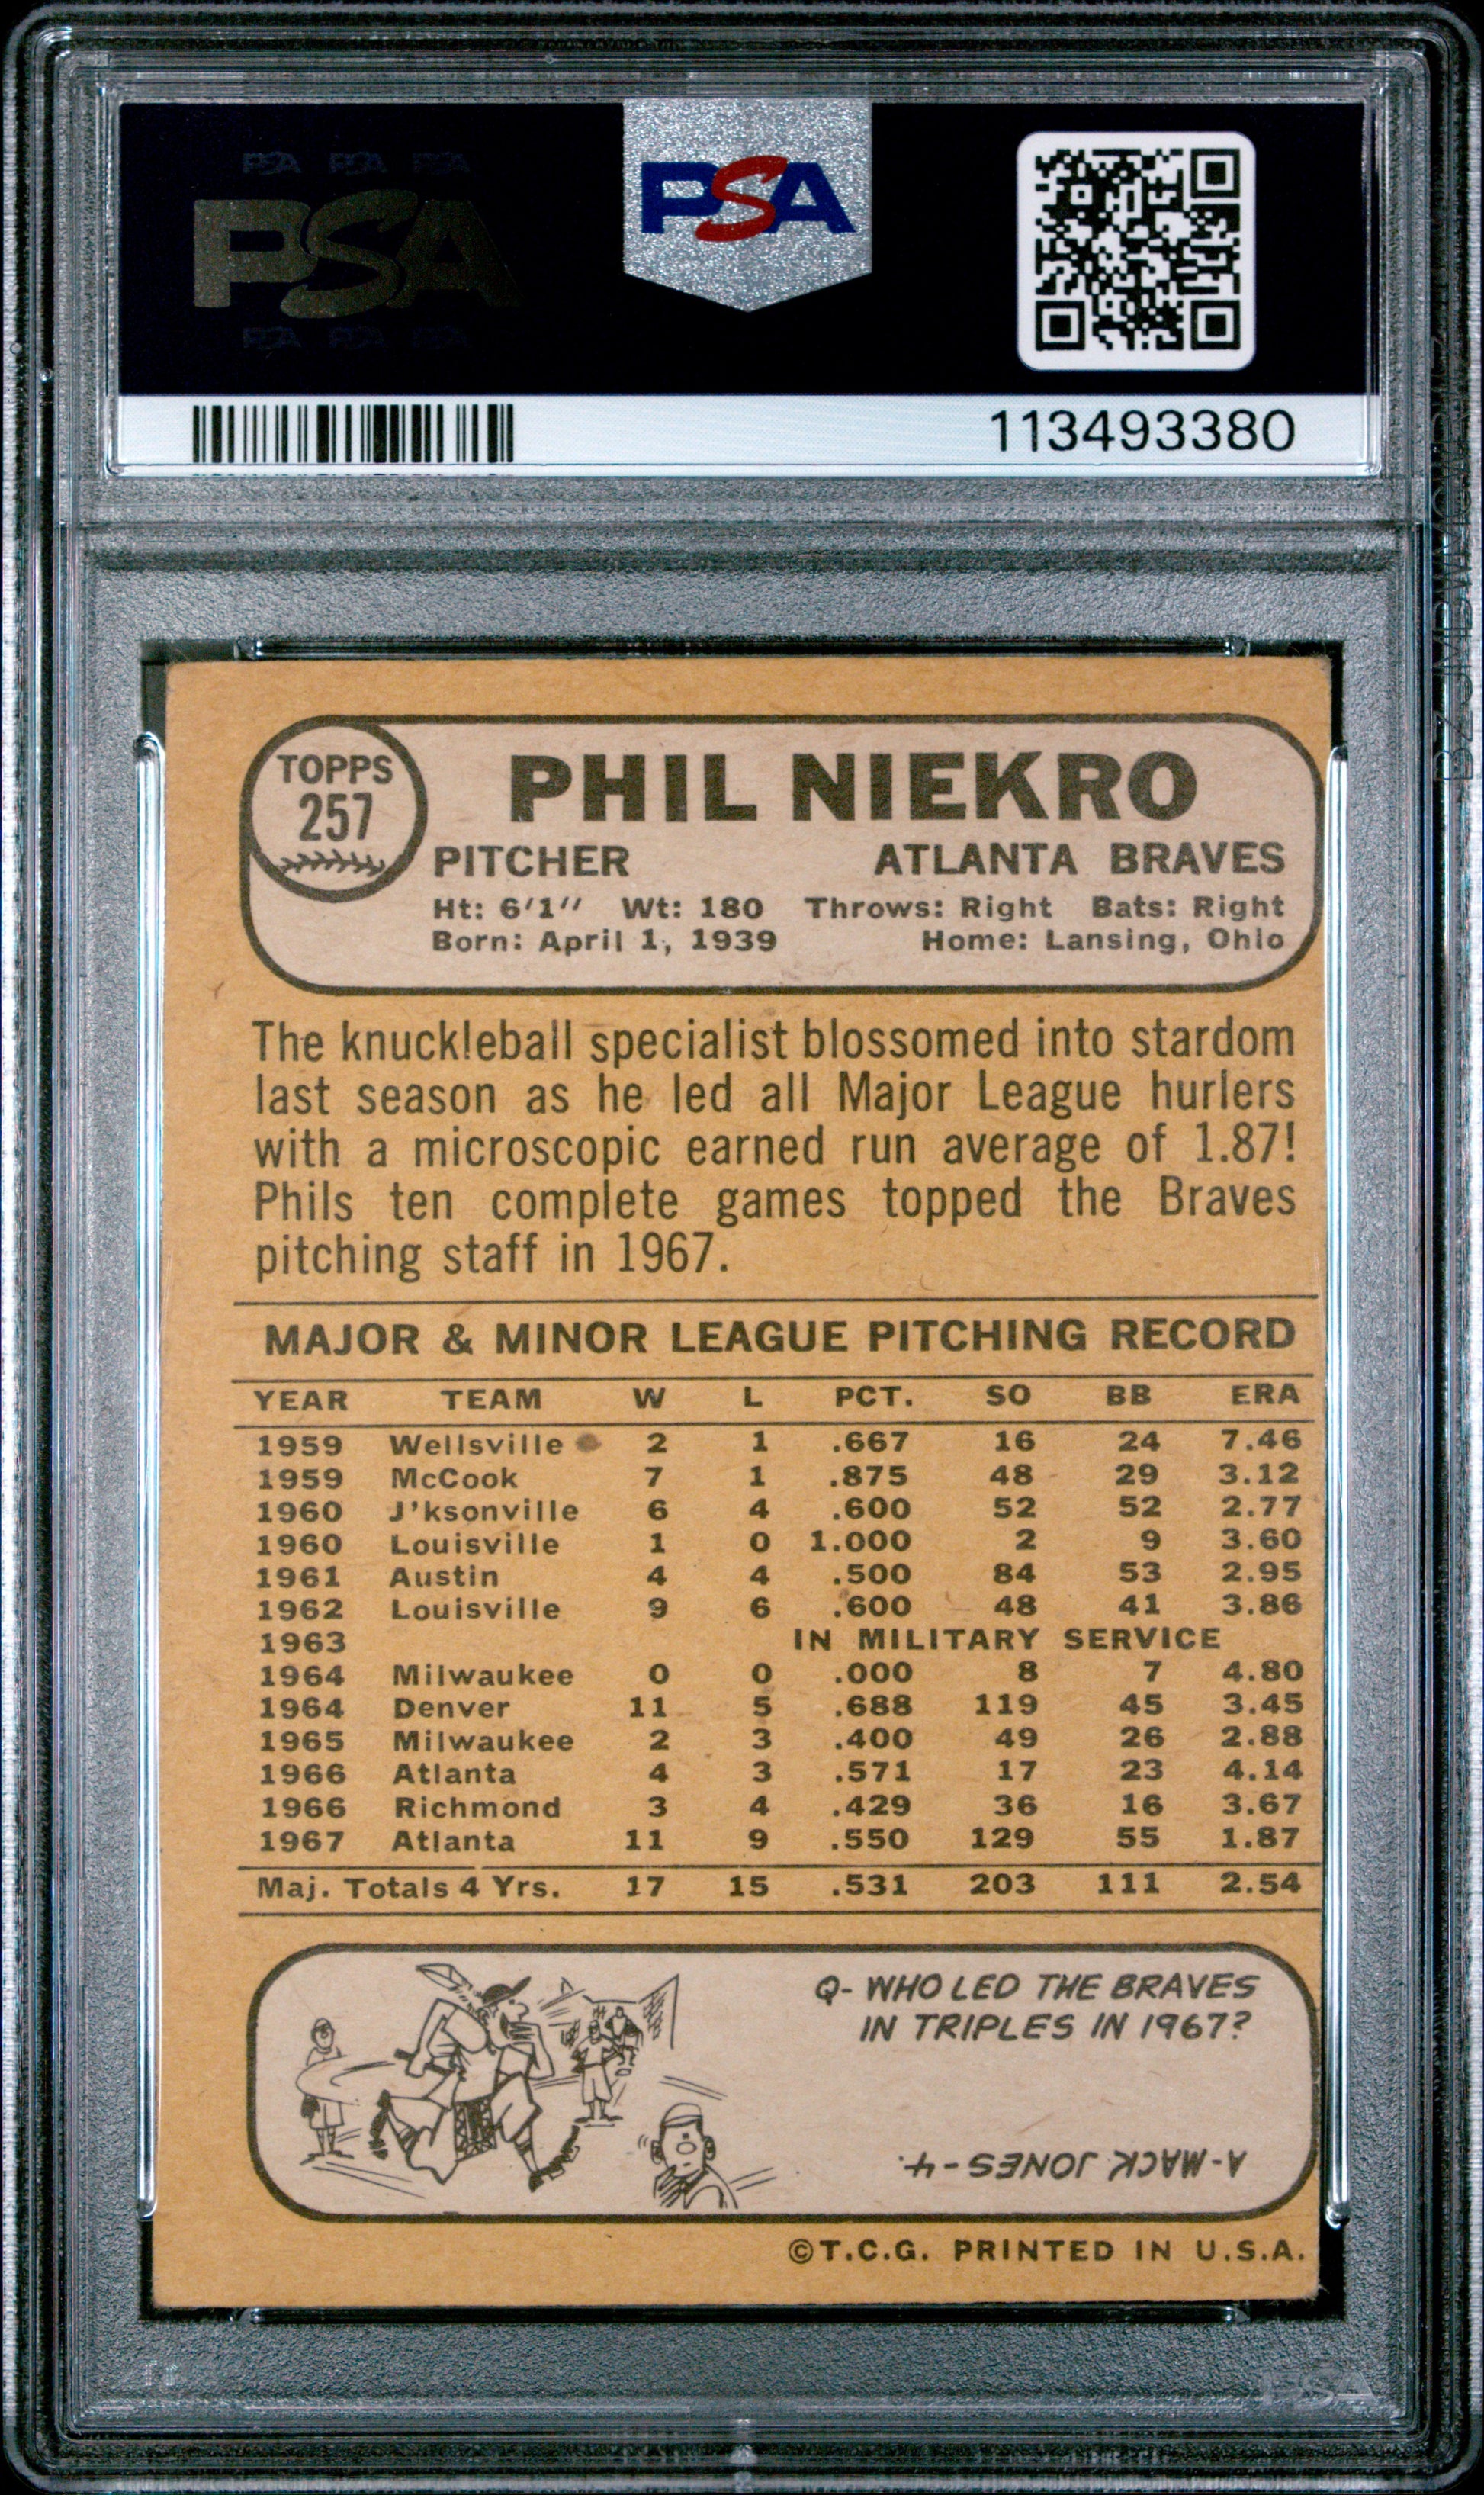 PSA PSA PSA
PSA
PSA PSA PSA
PSA
113493380
TOPPS
257
PHIL NIEKRO
PITCHER ATLANTA BRAVES
Ht: 6'1" Wt: 180 Throws: Right Bats: Right
Born: April 1, 1939 Home: Lansing, Ohio
The knuckleball specialist blossomed into stardom
last season as he led all Major League hurlers
with a microscopic earned run average of 1.87!
Phils ten complete games topped the Braves
pitching staff in 1967.
MAJOR & MINOR LEAGUE PITCHING RECORD
YEAR TEAM W L PCT. SO BB ERA
1959 Wellsville 2 1 .667 16 24 7.46
1959 McCook 7 1 .875 48 29 3.12
1960 J'ksonville 6 4 .600 52 52 2.77
1960 Louisville 1 0 1.000 2 9 3.60
1961 Austin 4 4 .500 84 53 2.95
1962 Louisville 9 6 .600 48 41 3.86
1963 IN MILITARY SERVICE
1964 Milwaukee 0 0 .000 8 7 4.80
1964 Denver 11 5 .688 119 45 3.45
1965 Milwaukee 2 3 .400 49 26 2.88
1966 Atlanta 4 3 .571 17 23 4.14
1966 Richmond 3 4 .429 36 16 3.67
1967 Atlanta 11 9 .550 129 55 1.87
Maj. Totals 4 Yrs. 17 15 .531 203 111 2.54
Q- WHO LED THE BRAVES
IN TRIPLES IN 1967?
A-MACK JONES-4.
©T.C.G. PRINTED IN U.S.A.
PSA